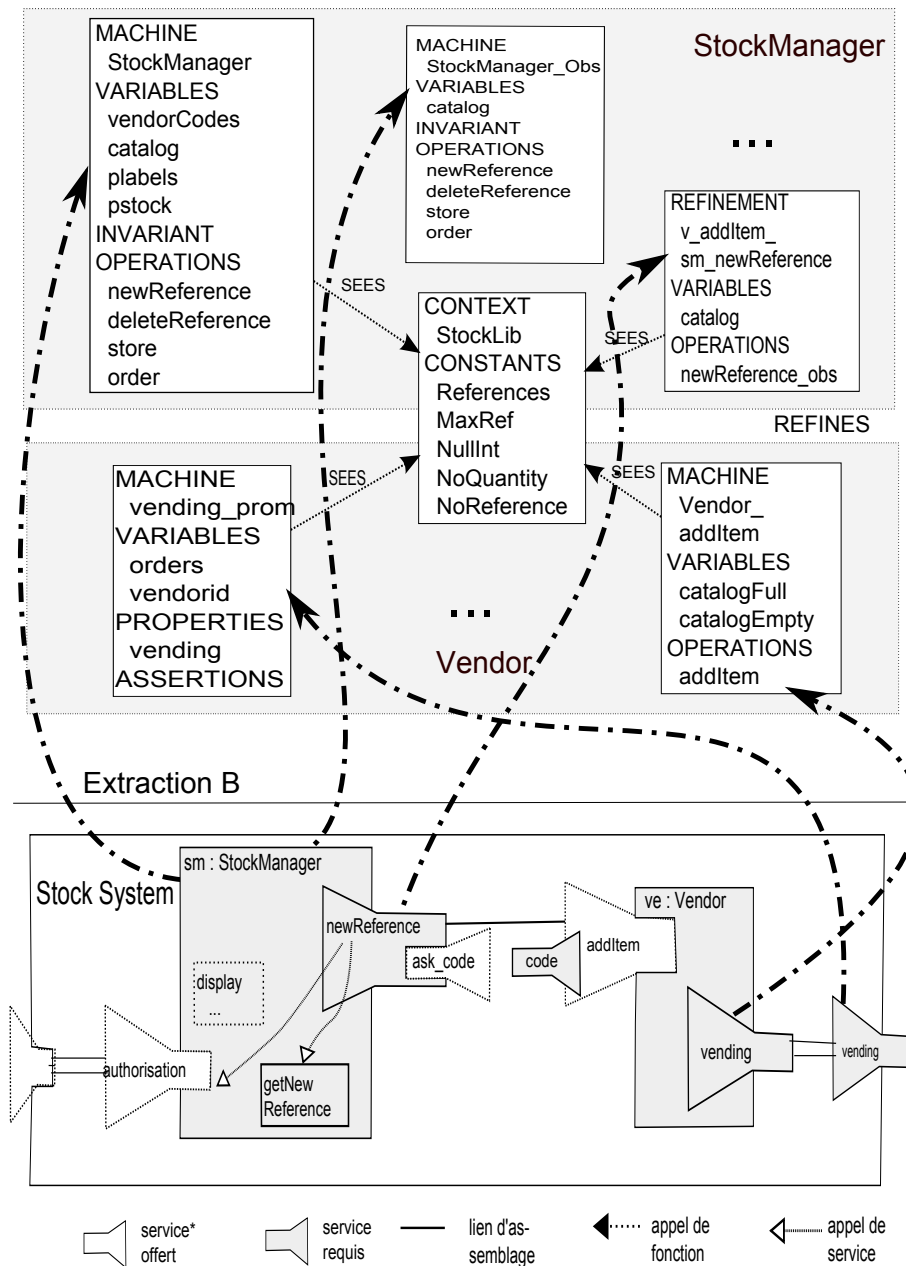 StockManager
MACHINE
StockManager
VARIABLES
vendorCodes
catalog
plabels
pstock
INVARIANT
OPERATIONS
newReference
deleteReference
store
order
MACHINE
StockManager_Obs
VARIABLES
catalog
INVARIANT
OPERATIONS
newReference
deleteReference
store
order
...
REFINEMENT
v_addItem_
sm_newReference
VARIABLES
catalog
OPERATIONS
newReference_obs
SEES
SEES
CONTEXT
StockLib
CONSTANTS
References
MaxRef
NullInt
NoQuantity
NoReference
REFINES
SEES
SEES
MACHINE
vending_prom
VARIABLES
orders
vendorid
PROPERTIES
vending
ASSERTIONS
...
Vendor
MACHINE
Vendor_
addItem
VARIABLES
catalogFull
catalogEmpty
OPERATIONS
addItem
Extraction B
Stock System
sm : StockManager
newReference
display
...
authorisation
getNew
Reference
ask_code
code
addItem
ve : Vendor
vending
vending
service*
offert
service
requis
lien d'as-
semblage
appel de
fonction
appel de
service